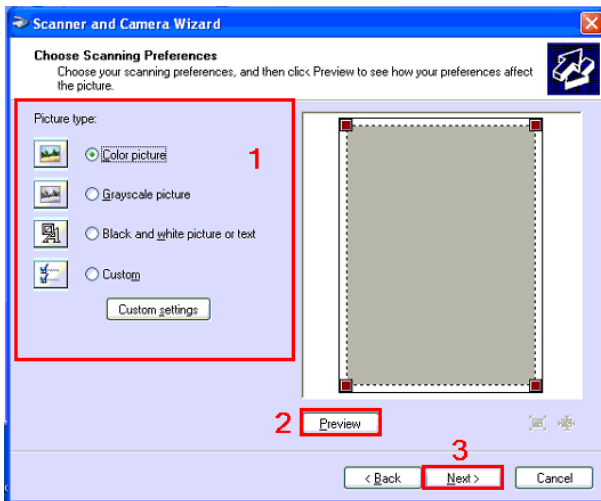 Scanner and Camera Wizard
Choose Scanning Preferences
Choose your scanning preferences, and then click Preview to see how your preferences affect
the picture.
Picture type:
Color picture
1
Grayscale picture
Black and white picture or text
Custom
Custom settings
2
Preview
3
< Back
Next >
Cancel